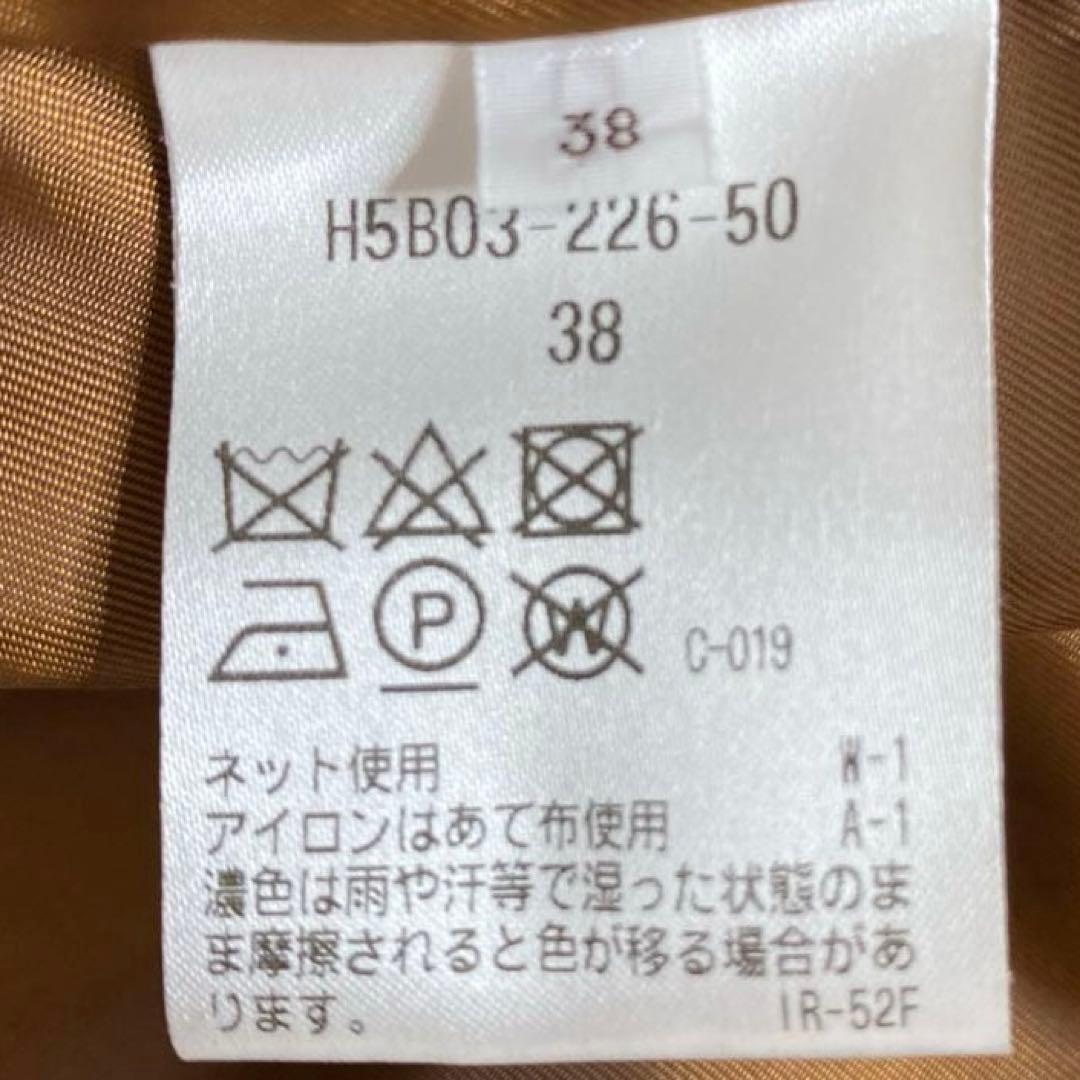 38
H5B03-226-50
38
P
W
C-019
ネット使用 W-1
アイロンはあて布使用 A-1
濃色は雨や汗等で湿った状態のま
ま摩擦されると色が移る場合があ
ります。 IR-52F